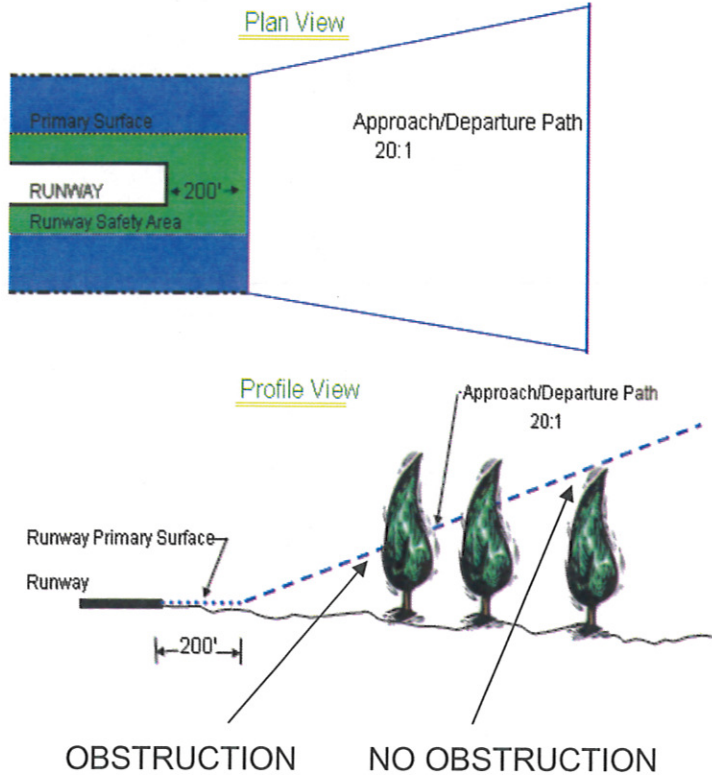 Plan View
Primary Surface
Approach/Departure Path
20:1
RUNWAY
200'
Runway Safety Area
Profile View
Approach/Departure Path
20:1
Runway Primary Surface
Runway
200'
OBSTRUCTION
NO OBSTRUCTION